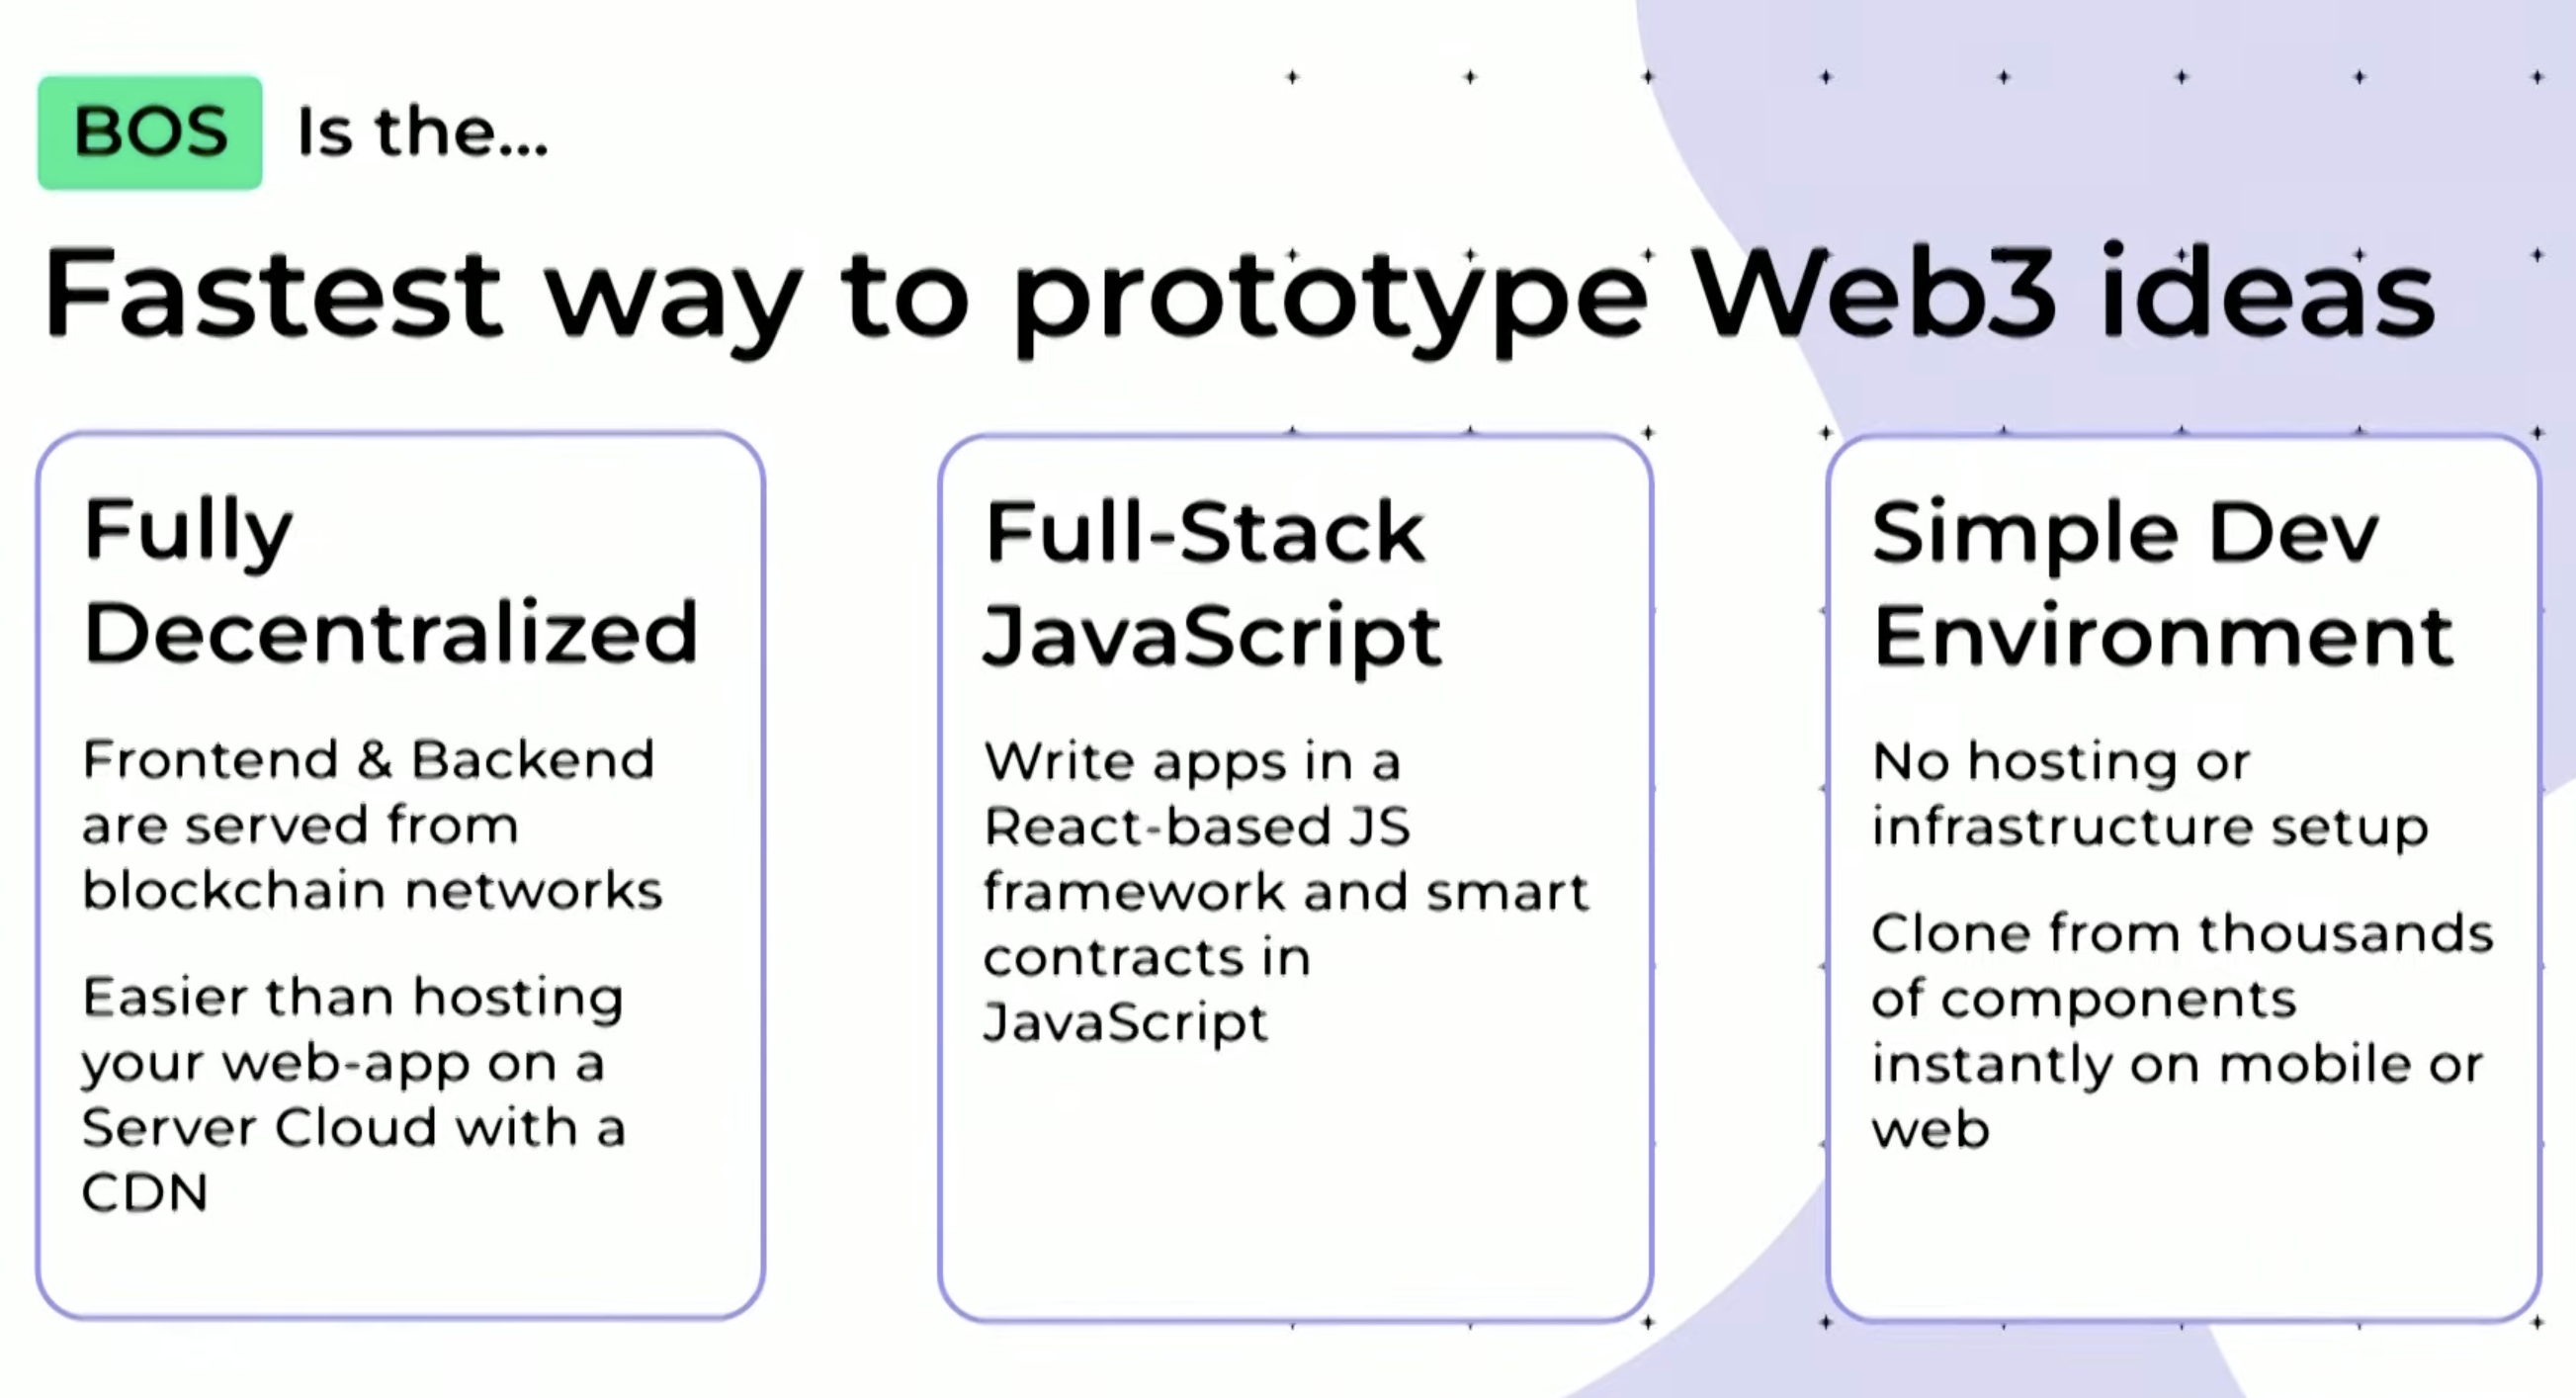 BOS Is the...
Fastest way to prototype Web3 ideas
Fully
Decentralized
Frontend & Backend
are served from
blockchain networks
Easier than hosting
your web-app on a
Server Cloud with a
CDN
Full-Stack
JavaScript
Write apps in a
React-based JS
framework and smart
contracts in
JavaScript
Simple Dev
Environment
No hosting or
infrastructure setup
Clone from thousands
of components
instantly on mobile or
web